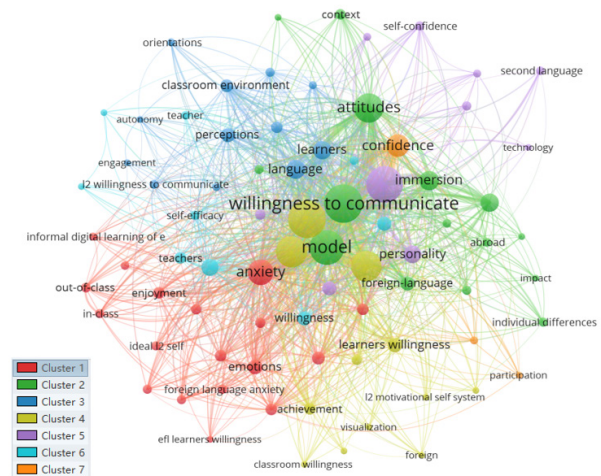 context
self-confidence
orientations
second language
classroom environment
attitudes
teacher
autonomy
perceptions
confidence
technology
learners
engagement
language
immersion
l2 willingness to communicate
willingness to communicate
self-efficacy
informal digital learning of e
abroad
model
personality
teachers
anxiety
impact
foreign-language
out-of-class
enjoyment
in-class
willingness
individual differences
ideal l2 self
learners willingness
emotions
participation
foreign language anxiety
l2 motivational self system
achievement
visualization
efl learners willingness
foreign
classroom willingness
Cluster 1
Cluster 2
Cluster 3
Cluster 4
Cluster 5
Cluster 6
Cluster 7